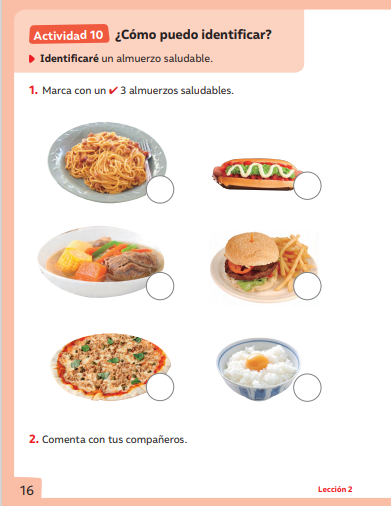 Actividad 10 ¿Cómo puedo identificar?
Identificaré un almuerzo saludable.
1. Marca con un ✔ 3 almuerzos saludables.
2. Comenta con tus compañeros.
16
Lección 2